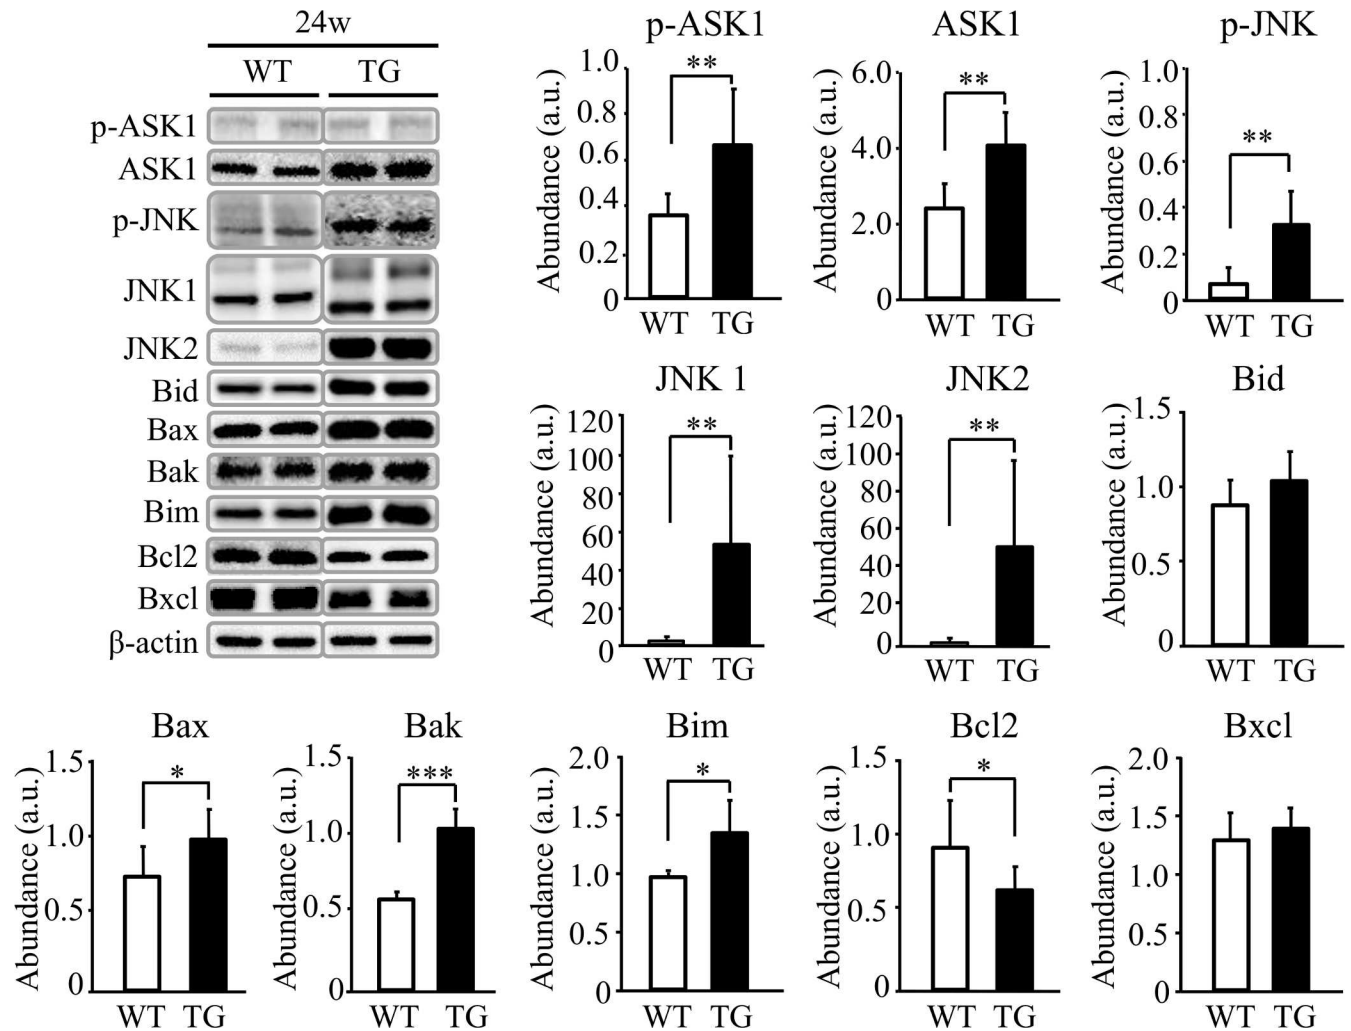 24w
WT TG
p-ASK1
ASK1
p-JNK
JNK1
JNK2
Bid
Bax
Bak
Bim
Bcl2
Bxcl
β-actin
p-ASK1
Abundance (a.u.)
1.0
0.8
0.6
0.4
0.2
0
**
WT TG
ASK1
Abundance (a.u.)
6.0
4.0
2.0
0
**
WT TG
p-JNK
Abundance (a.u.)
1.0
0.8
0.6
0.4
0.2
0
**
WT TG
JNK 1
Abundance (a.u.)
120
100
80
60
40
20
0
**
WT TG
JNK2
Abundance (a.u.)
120
100
80
60
40
20
0
**
WT TG
Bid
Abundance (a.u.)
1.5
1.0
0.5
0
WT TG
Bax
Abundance (a.u.)
1.5
1.0
0.5
0
*
WT TG
Bak
Abundance (a.u.)
1.5
1.0
0.5
0
***
WT TG
Bim
Abundance (a.u.)
2.0
1.5
1.0
0.5
0
*
WT TG
Bcl2
Abundance (a.u.)
1.5
1.0
0.5
0
*
WT TG
Bxcl
Abundance (a.u.)
2.0
1.5
1.0
0.5
0
WT TG